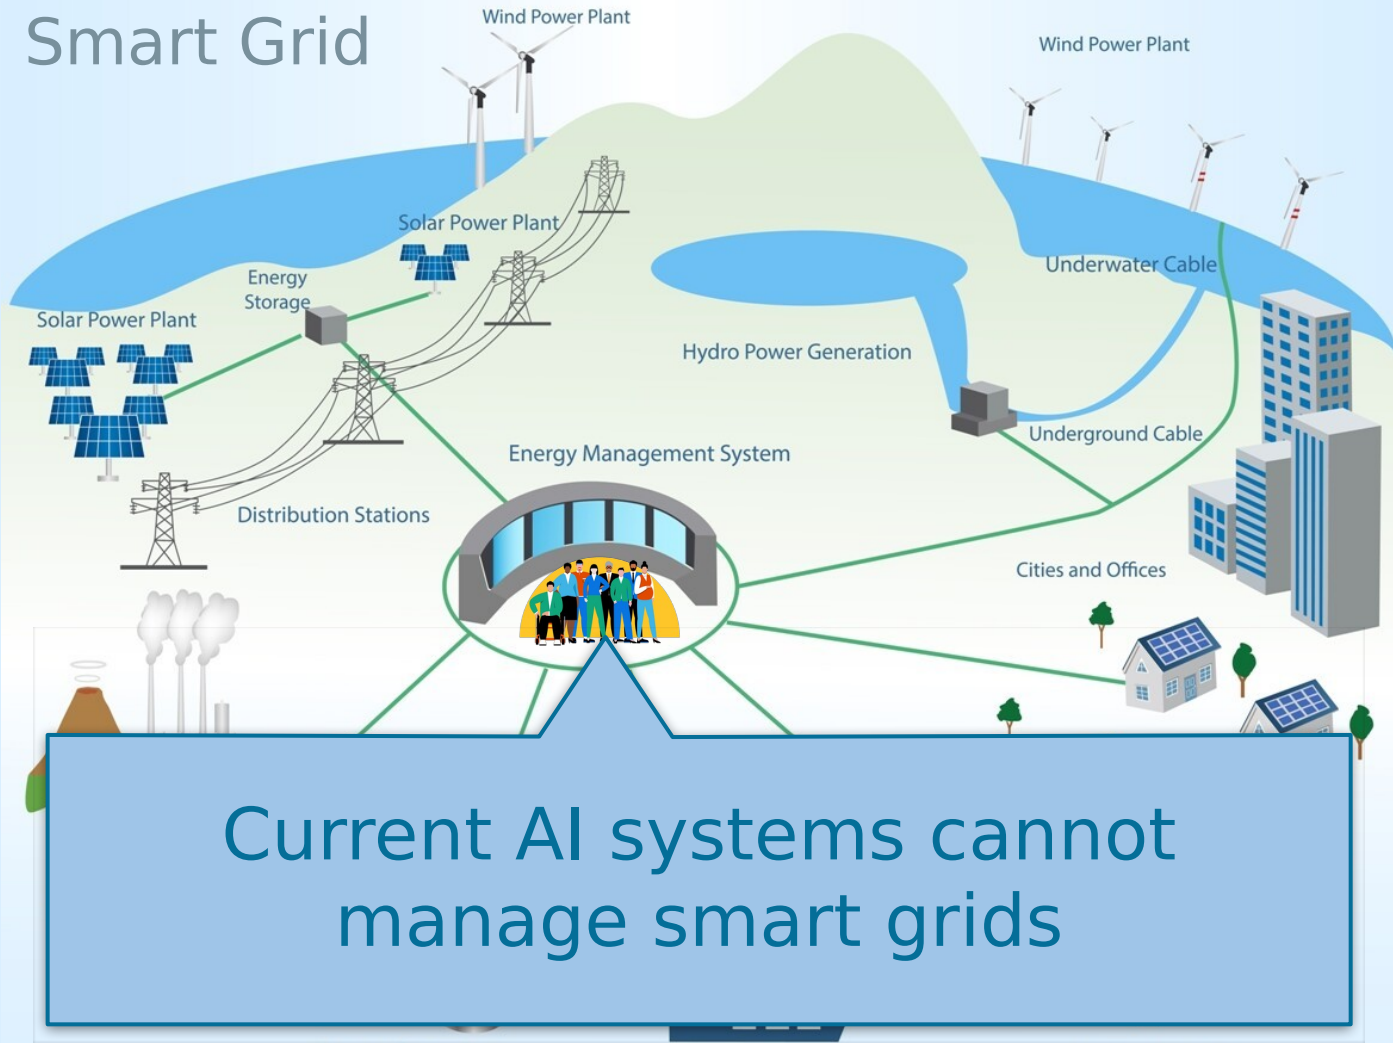 Smart Grid
Wind Power Plant
Wind Power Plant
Solar Power Plant
Energy
Storage
Underwater Cable
Solar Power Plant
Hydro Power Generation
Underground Cable
Energy Management System
Distribution Stations
Cities and Offices
Current AI systems cannot
manage smart grids